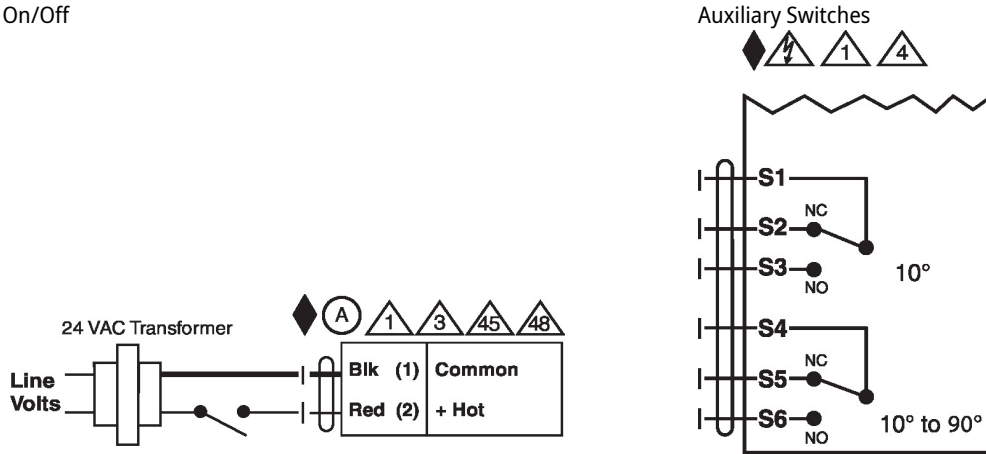 On/Off
24 VAC Transformer
A 1 3 45 48
Line
Volts
Blk (1) Common
Red (2) + Hot
Auxiliary Switches
1 4
S1
NC
S2
S3
NO
10°
S4
NC
S5
S6
NO
10° to 90°